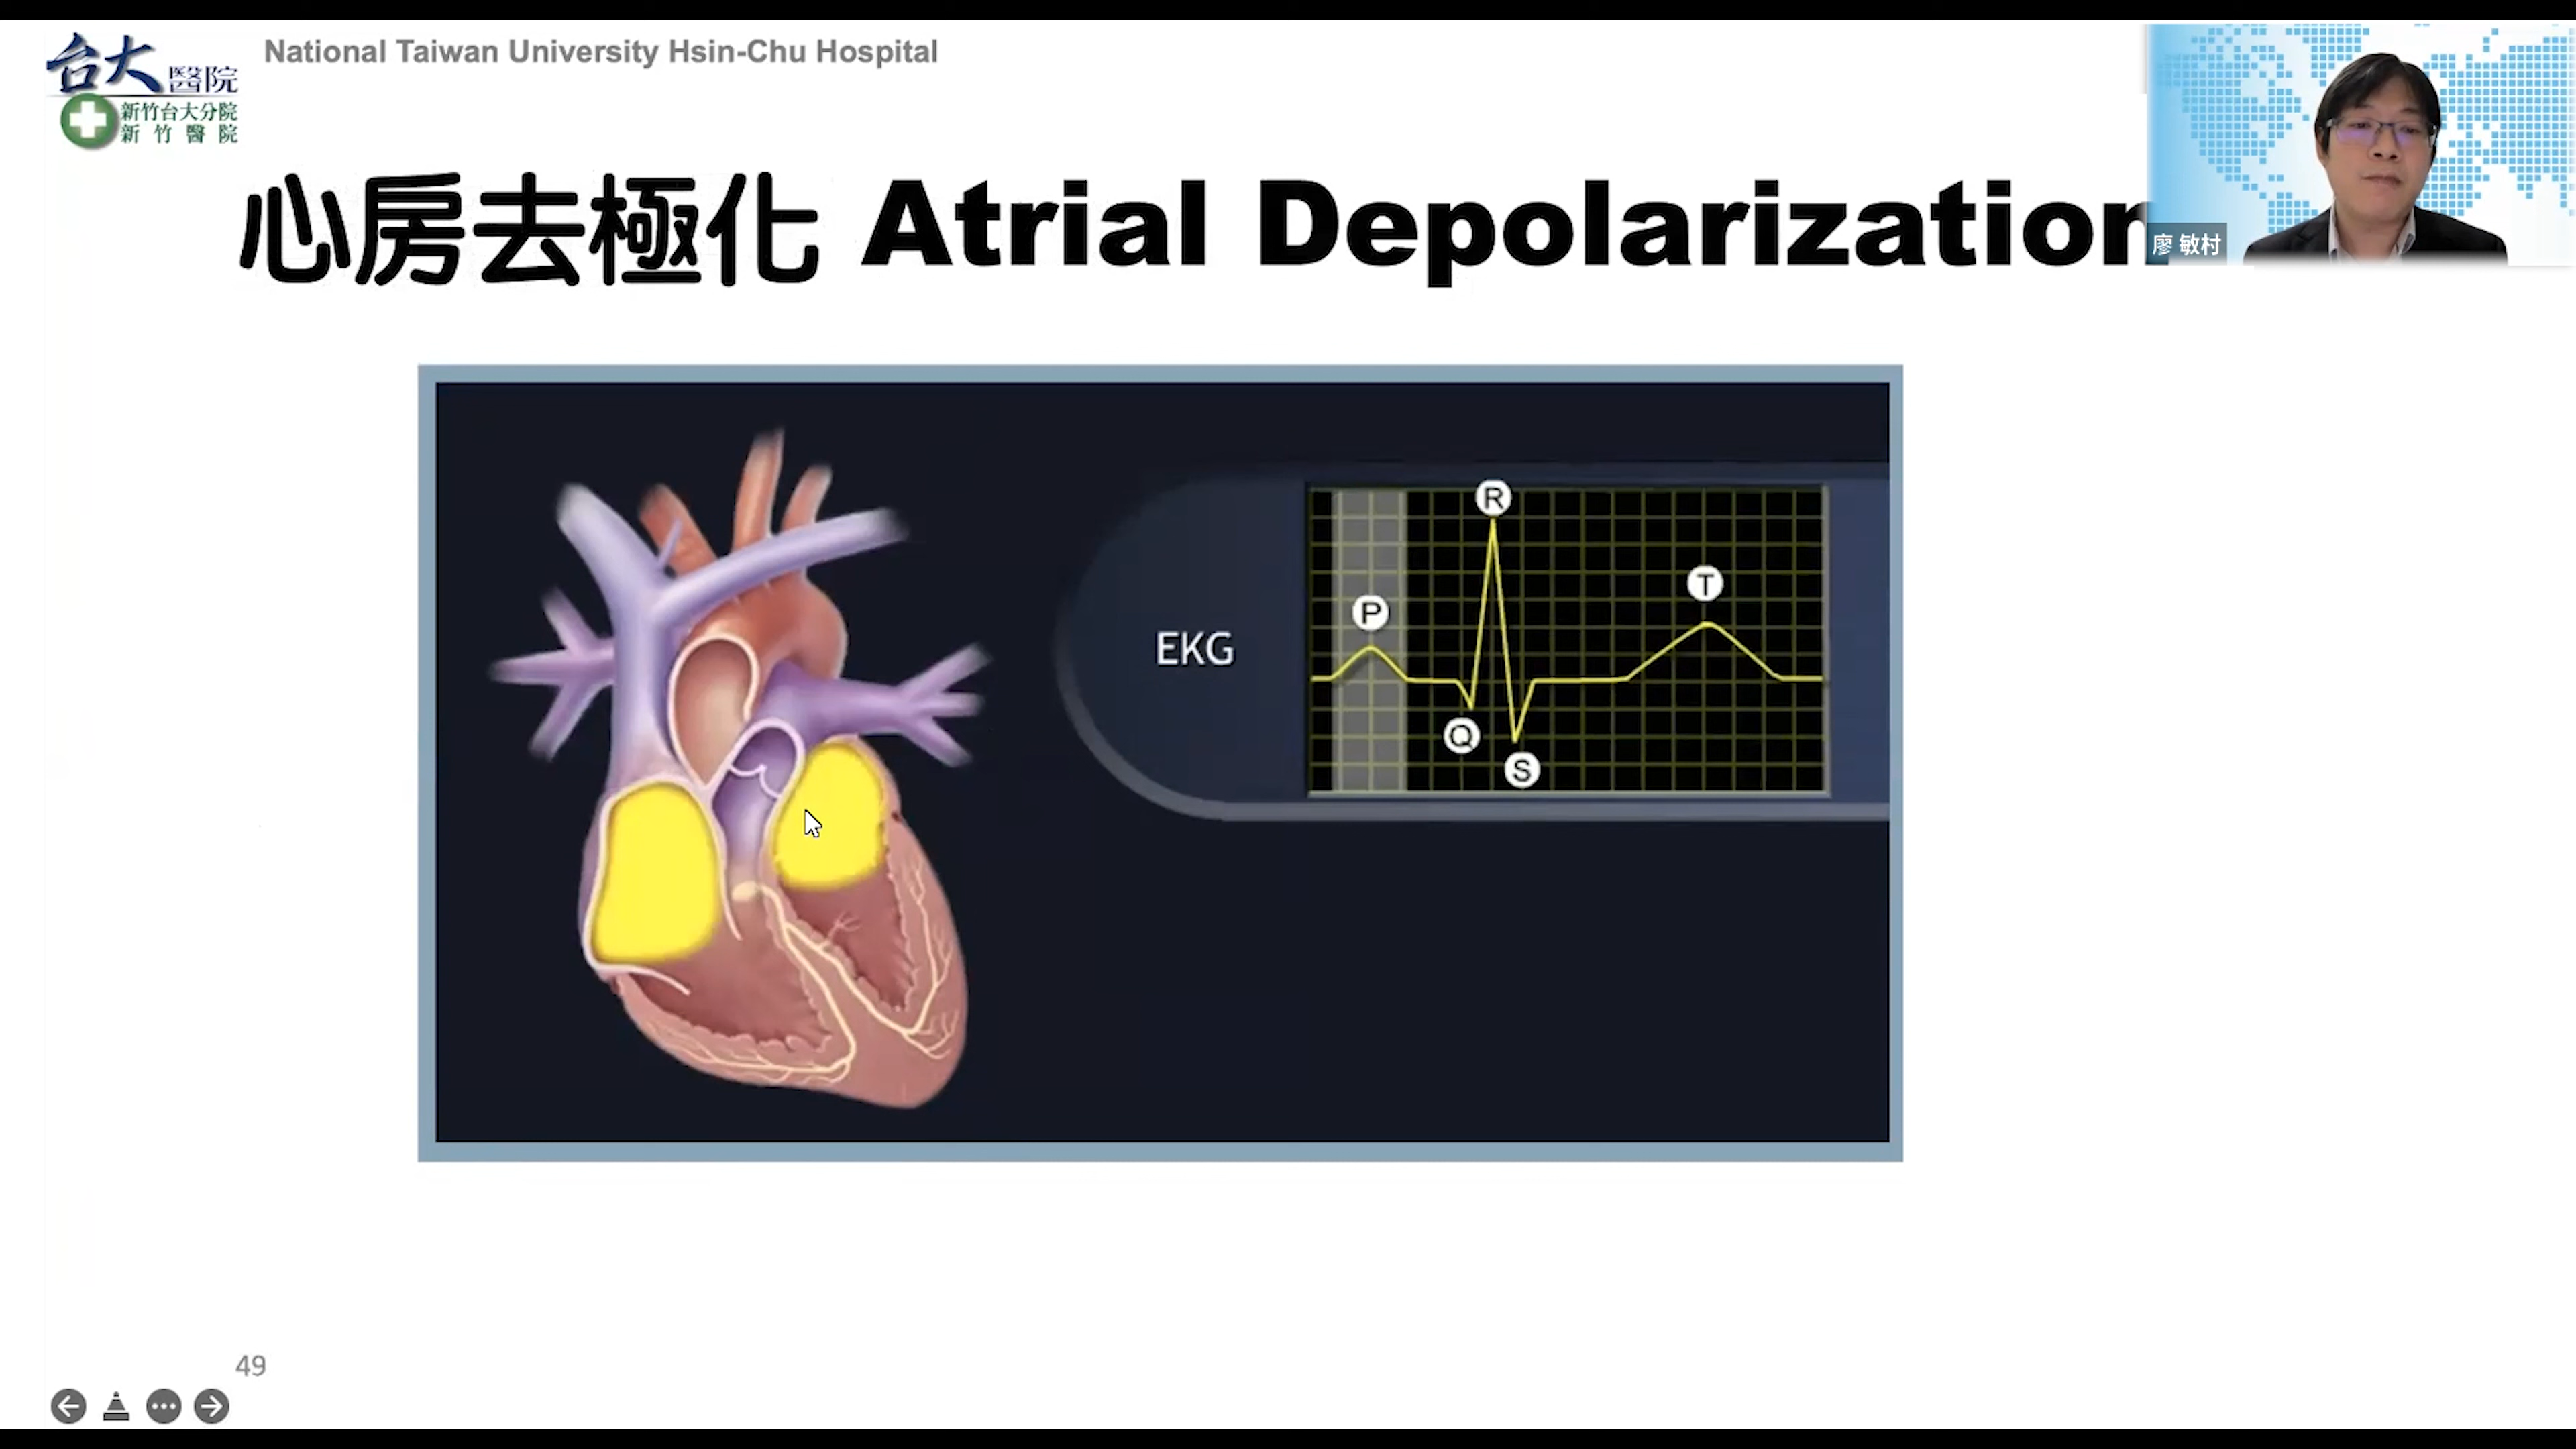 台大醫院
National Taiwan University Hsin-Chu Hospital
新竹台大分院
新竹醫院
心房去極化 Atrial Depolarization
廖 敏村
EKG
R
P
T
Q
S
49